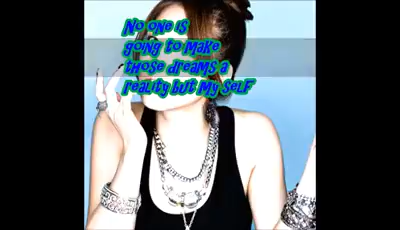 No one is
going to make
those dreams a
reality but my self